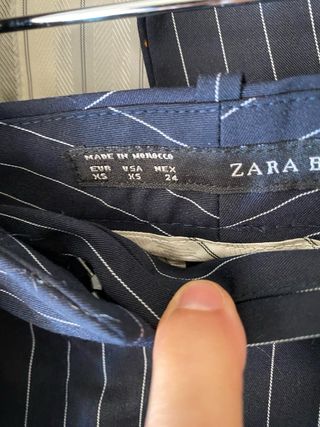 MADE IN MOROCCO
EUR USA MEX
XS XS 24
ZARA B